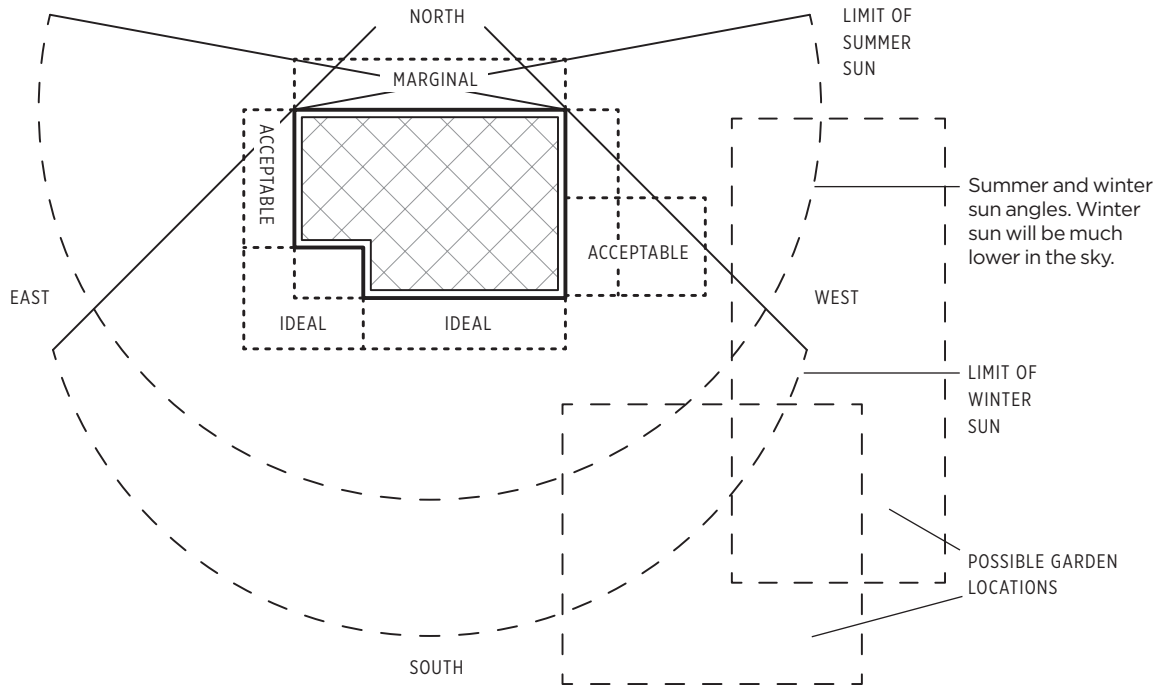 NORTH
LIMIT OF
SUMMER
SUN
MARGINAL
ACCEPTABLE
Summer and winter
sun angles. Winter
sun will be much
lower in the sky.
ACCEPTABLE
EAST
WEST
IDEAL
IDEAL
LIMIT OF
WINTER
SUN
POSSIBLE GARDEN
LOCATIONS
SOUTH